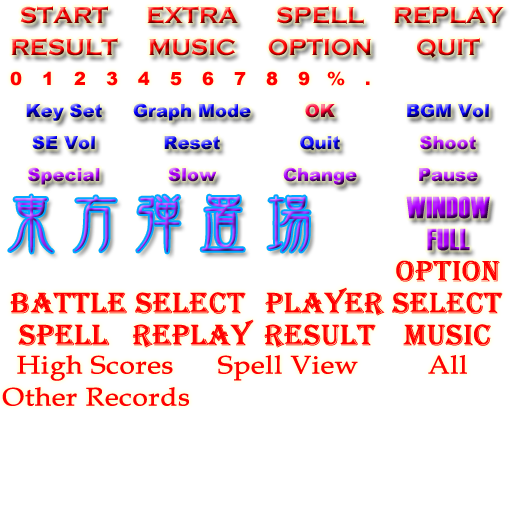 START EXTRA SPELL REPLAY
RESULT MUSIC OPTION QUIT
0 1 2 3 4 5 6 7 8 9 % .
Key Set Graph Mode OK BGM Vol
SE Vol Reset Quit Shoot
Special Slow Change Pause
東方弾置場 WINDOW
FULL
OPTION
BATTLE SELECT PLAYER SELECT
SPELL REPLAY RESULT MUSIC
High Scores Spell View All
Other Records